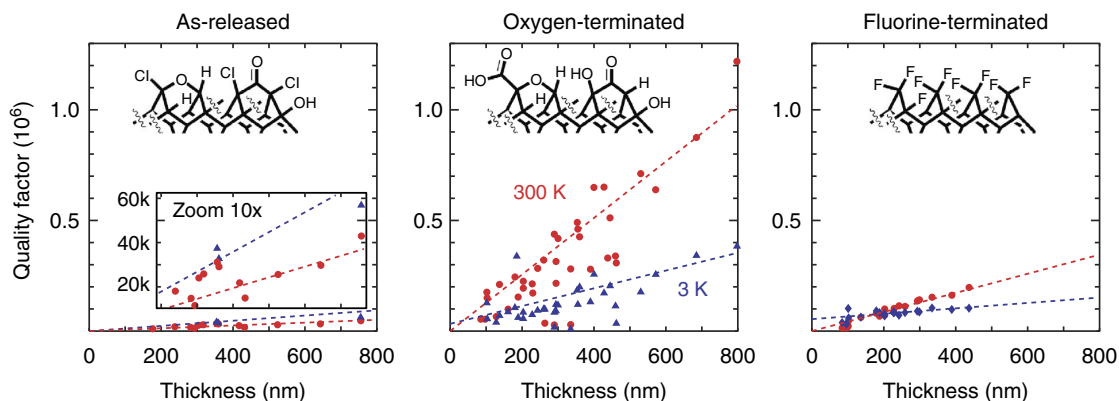 As-released
Oxygen-terminated
Fluorine-terminated
Quality factor (10⁶)
1.0
0.5
Cl
O
H
H
Cl
O
Cl
OH
60k
40k
20k
Zoom 10x
0 200 400 600 800
Thickness (nm)
1.0
0.5
O
HO
O
H
H
HO
O
H
OH
300 K
3 K
0 200 400 600 800
Thickness (nm)
1.0
0.5
F
F
F
F
F
F
F
F
F
F
F
0 200 400 600 800
Thickness (nm)